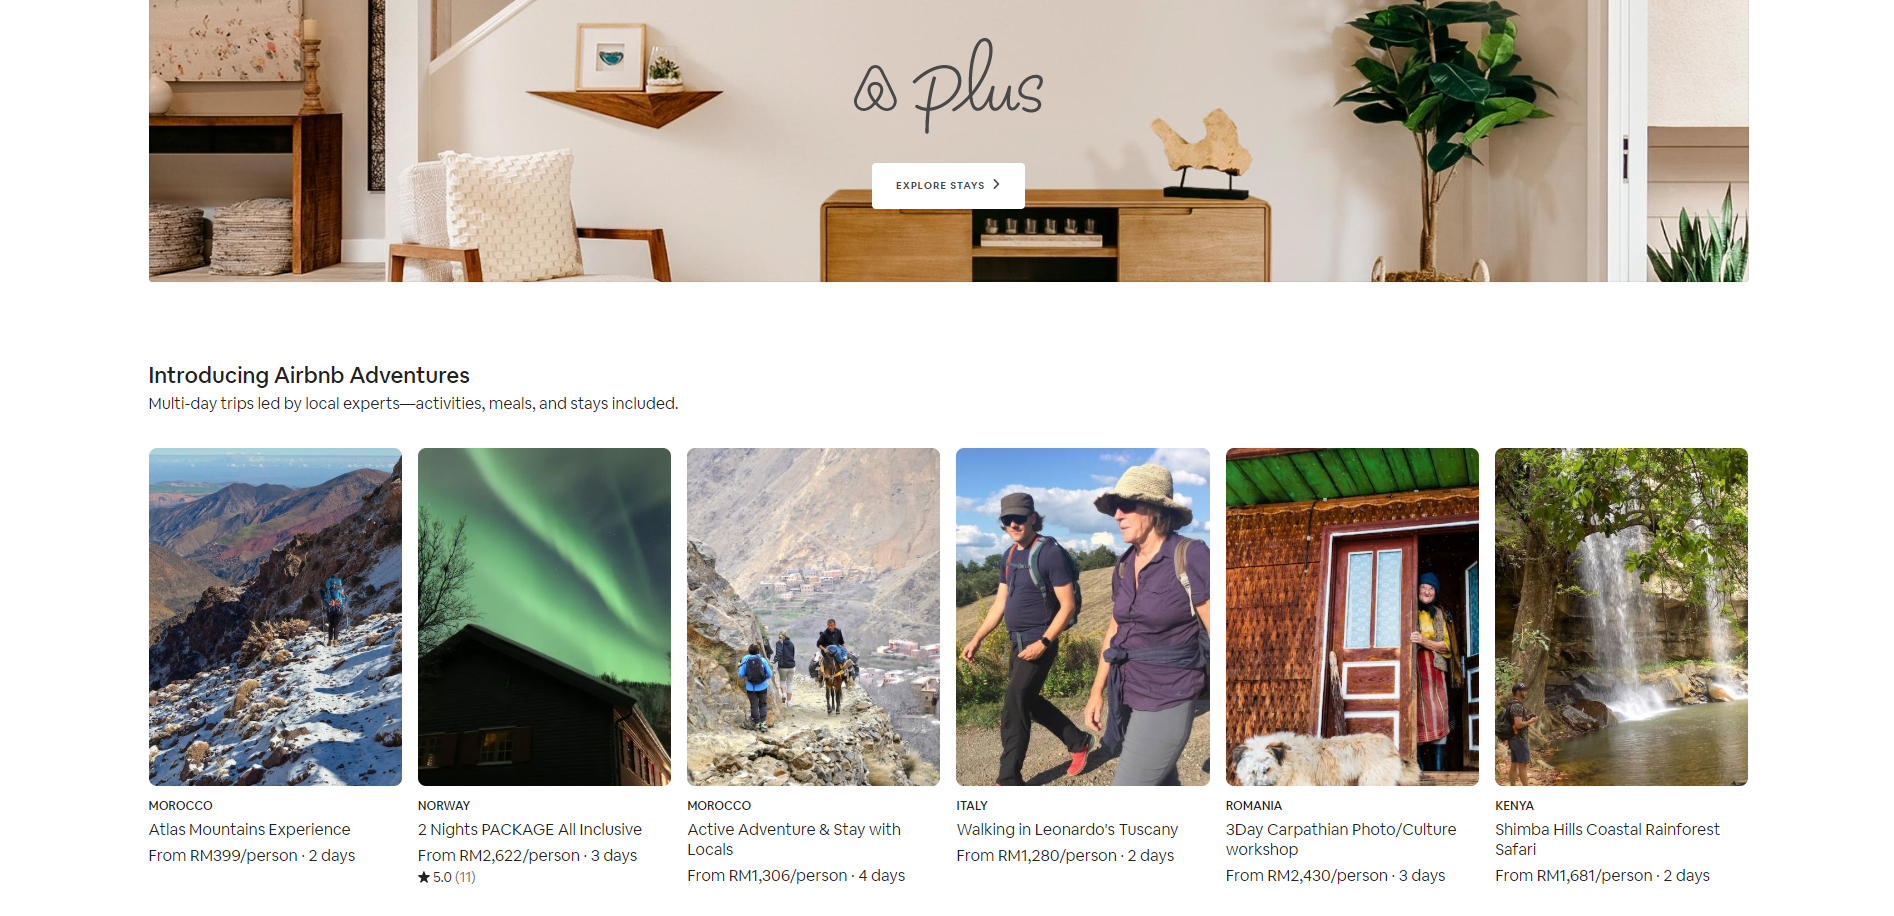 plus
EXPLORE STAYS
Introducing Airbnb Adventures
Multi-day trips led by local experts—activities, meals, and stays included.
MOROCCO
Atlas Mountains Experience
From RM399/person · 2 days
NORWAY
2 Nights PACKAGE All Inclusive
From RM2,622/person · 3 days
★ 5.0 (11)
MOROCCO
Active Adventure & Stay with
Locals
From RM1,306/person · 4 days
ITALY
Walking in Leonardo's Tuscany
From RM1,280/person · 2 days
ROMANIA
3Day Carpathian Photo/Culture
workshop
From RM2,430/person · 3 days
KENYA
Shimba Hills Coastal Rainforest
Safari
From RM1,681/person · 2 days